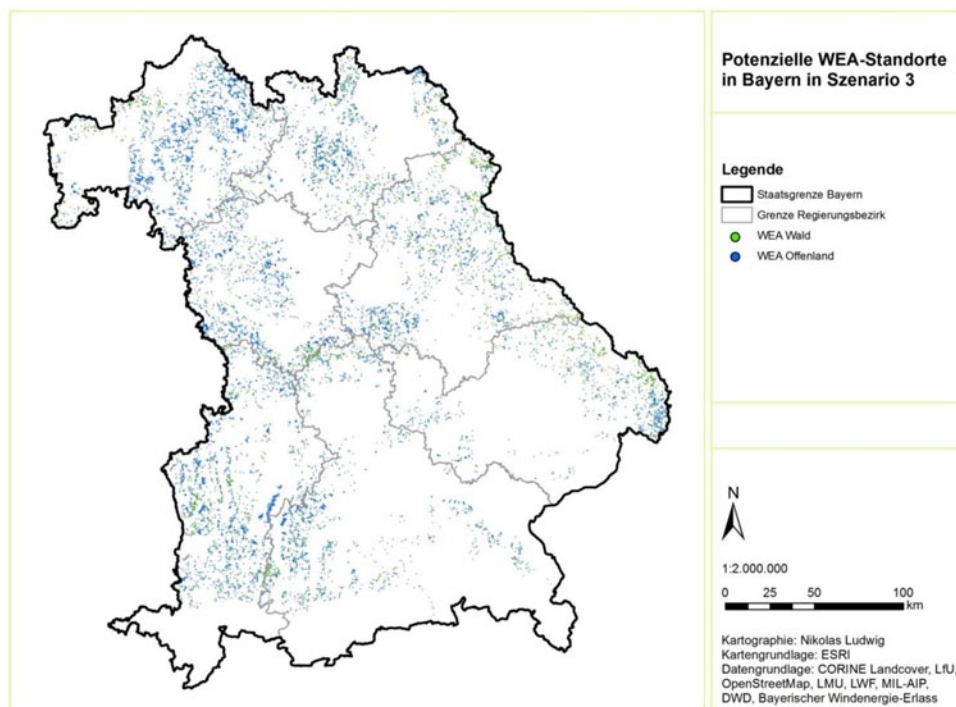 Potenzielle WEA-Standorte
in Bayern in Szenario 3
Legende
Staatsgrenze Bayern
Grenze Regierungsbezirk
WEA Wald
WEA Offenland
N
1:2.000.000
0 25 50 100
km
Kartographie: Nikolas Ludwig
Kartengrundlage: ESRI
Datengrundlage: CORINE Landcover, LfU,
OpenStreetMap, LMU, LWF, MIL-AIP,
DWD, Bayerischer Windenergie-Erlass